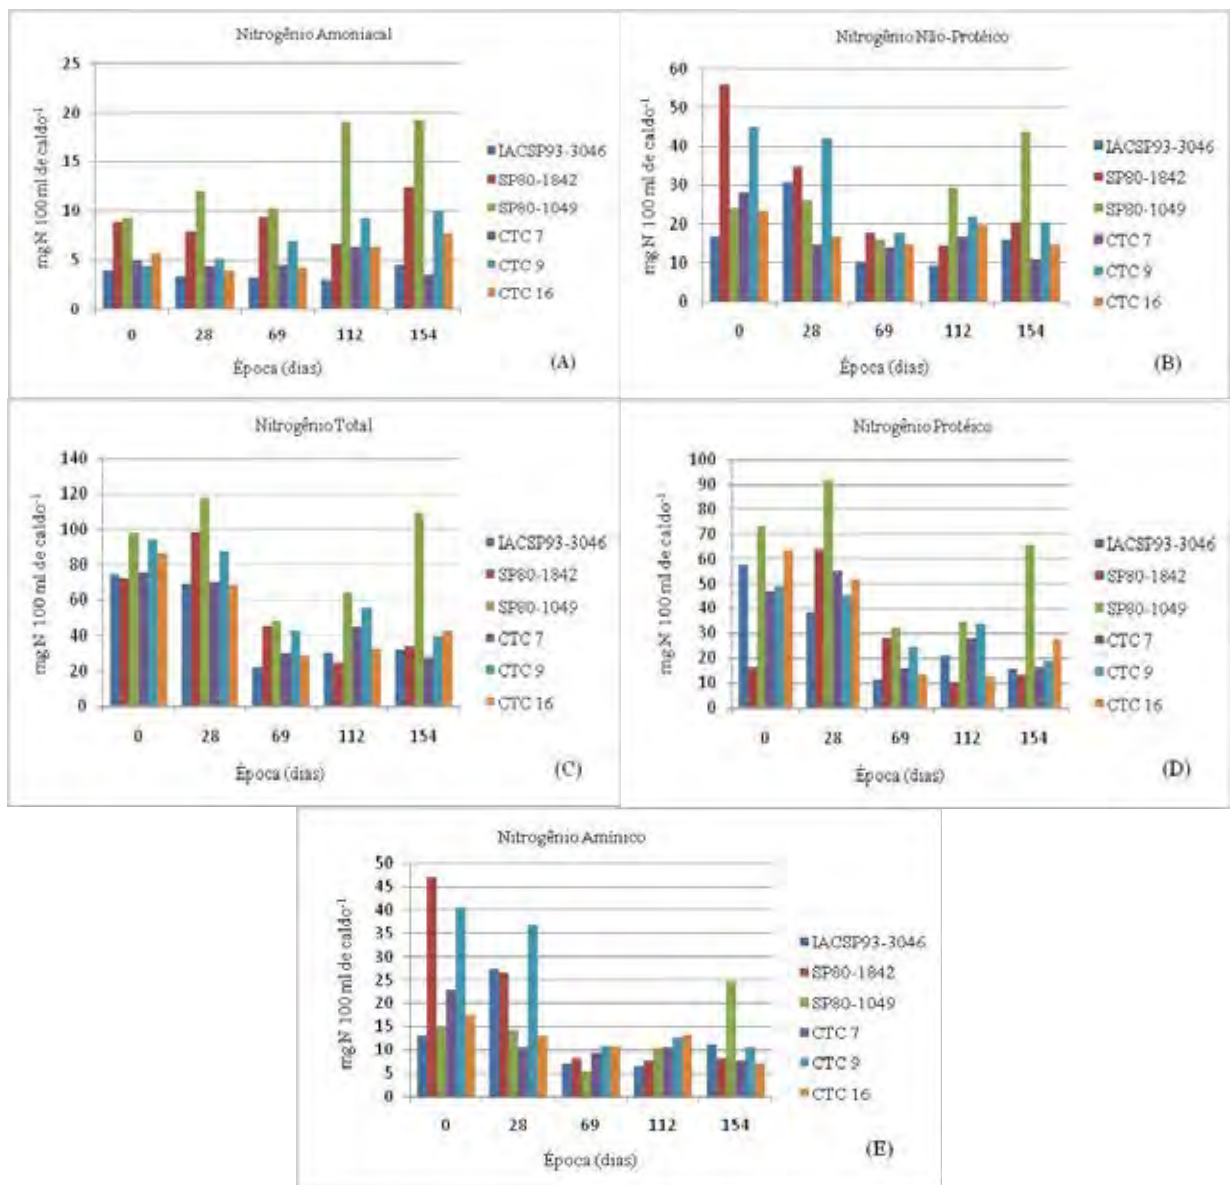 Nitrogênio Amoniacal
mg N 100 ml de caldo⁻¹
25
20
15
10
5
0
0 28 69 112 154
Época (dias)
IACSP93-3046
SP80-1842
SP80-1049
CTC 7
CTC 9
CTC 16
(A)
Nitrogênio Não-Protéico
mg N 100 ml de caldo⁻¹
60
50
40
30
20
10
0
0 28 69 112 154
Época (dias)
IACSP93-3046
SP80-1842
SP80-1049
CTC 7
CTC 9
CTC 16
(B)
Nitrogênio Total
mg N 100 ml de caldo⁻¹
140
120
100
80
60
40
20
0
0 28 69 112 154
Época (dias)
IACSP93-3046
SP80-1842
SP80-1049
CTC 7
CTC 9
CTC 16
(C)
Nitrogênio Protéico
mg N 100 ml de caldo⁻¹
100
90
80
70
60
50
40
30
20
10
0
0 28 69 112 154
Época (dias)
IACSP93-3046
SP80-1842
SP80-1049
CTC 7
CTC 9
CTC 16
(D)
Nitrogênio Amínico
mg N 100 ml de caldo⁻¹
50
45
40
35
30
25
20
15
10
5
0
0 28 69 112 154
Época (dias)
IACSP93-3046
SP80-1842
SP80-1049
CTC 7
CTC 9
CTC 16
(E)